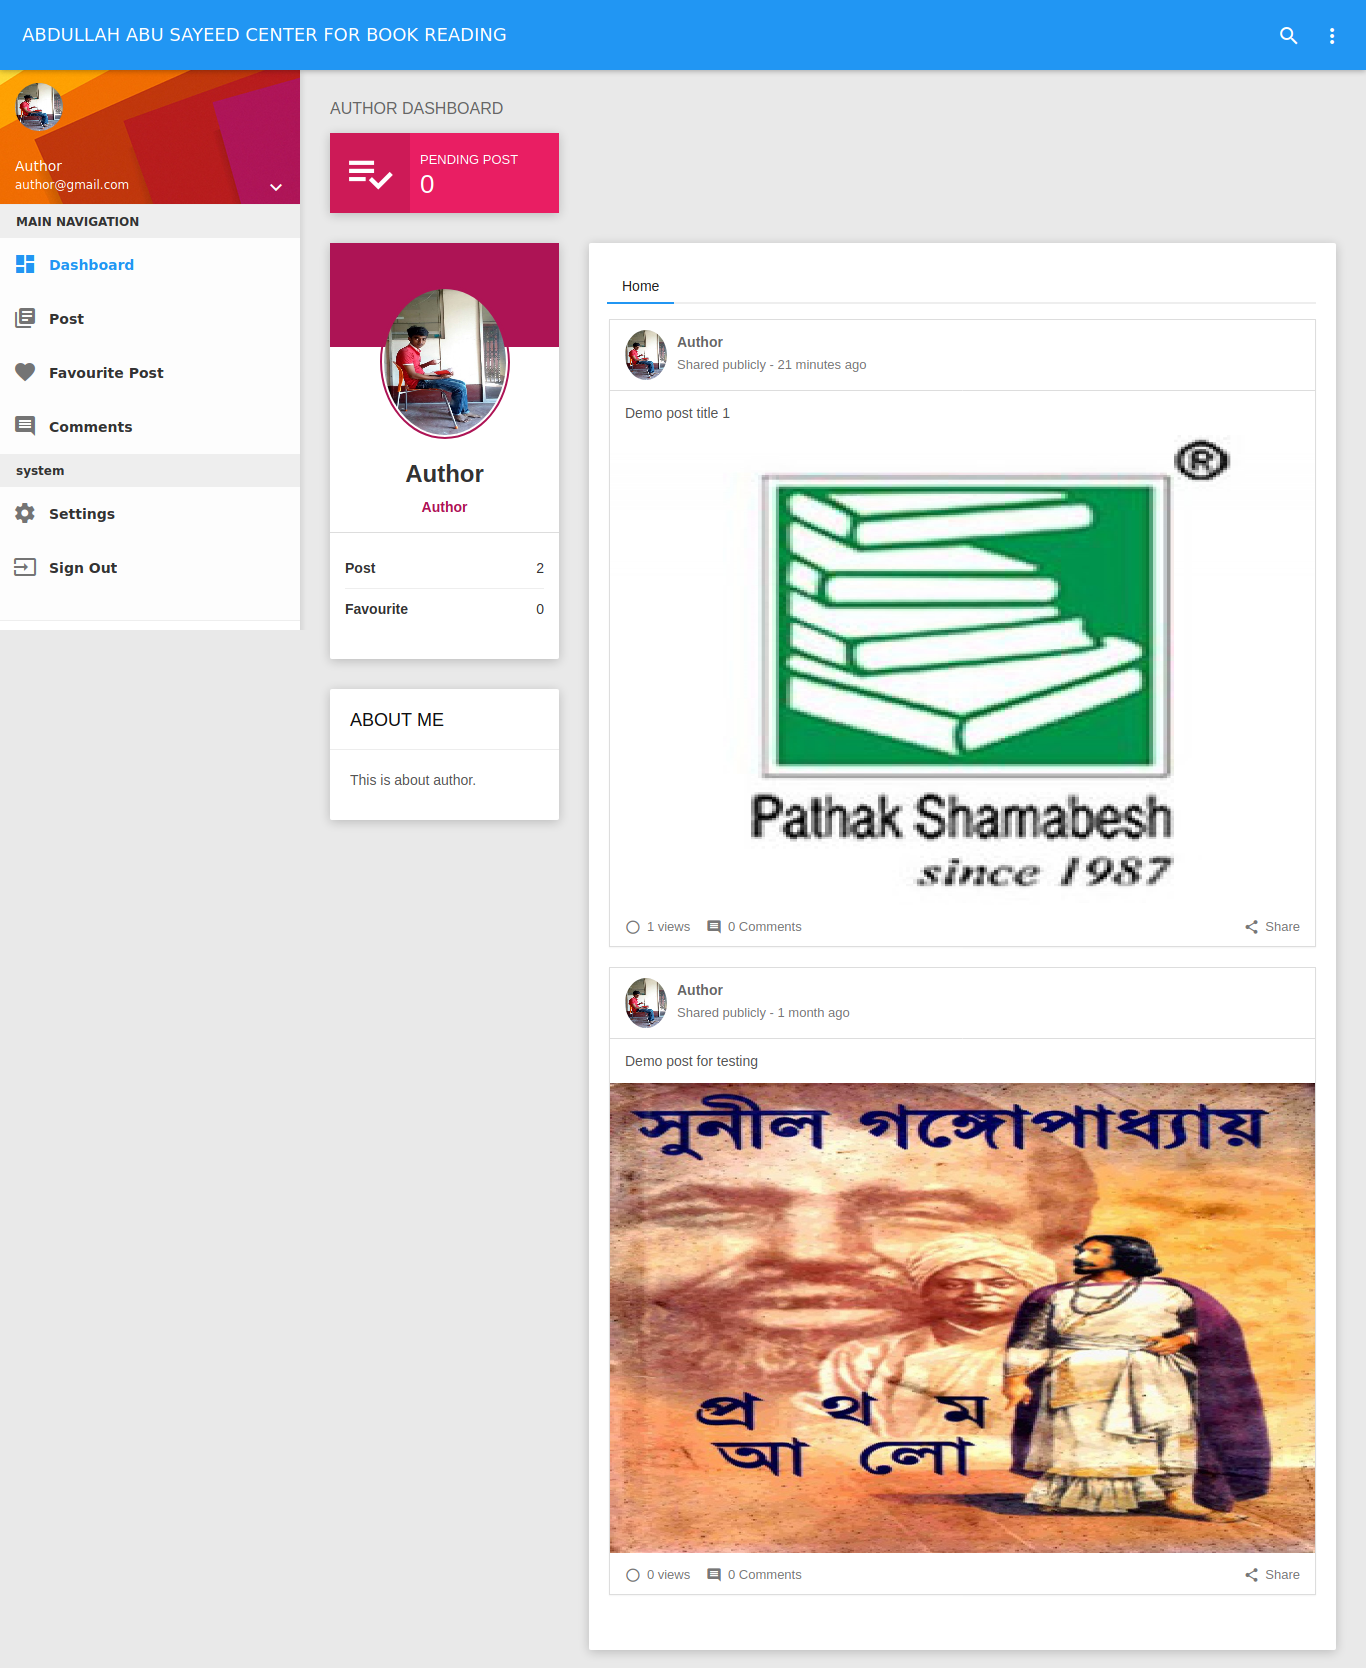 ABDULLAH ABU SAYEED CENTER FOR BOOK READING
Author
author@gmail.com
MAIN NAVIGATION
Dashboard
Post
Favourite Post
Comments
system
Settings
Sign Out
AUTHOR DASHBOARD
PENDING POST
0
Author
Author
Post 2
Favourite 0
ABOUT ME
This is about author.
Home
Author
Shared publicly - 21 minutes ago
Demo post title 1
®
Pathak Shamabesh
since 1987
1 views 0 Comments Share
Author
Shared publicly - 1 month ago
Demo post for testing
সুনীল গঙ্গোপাধ্যায়
প্র থ ম
আ লো
0 views 0 Comments Share